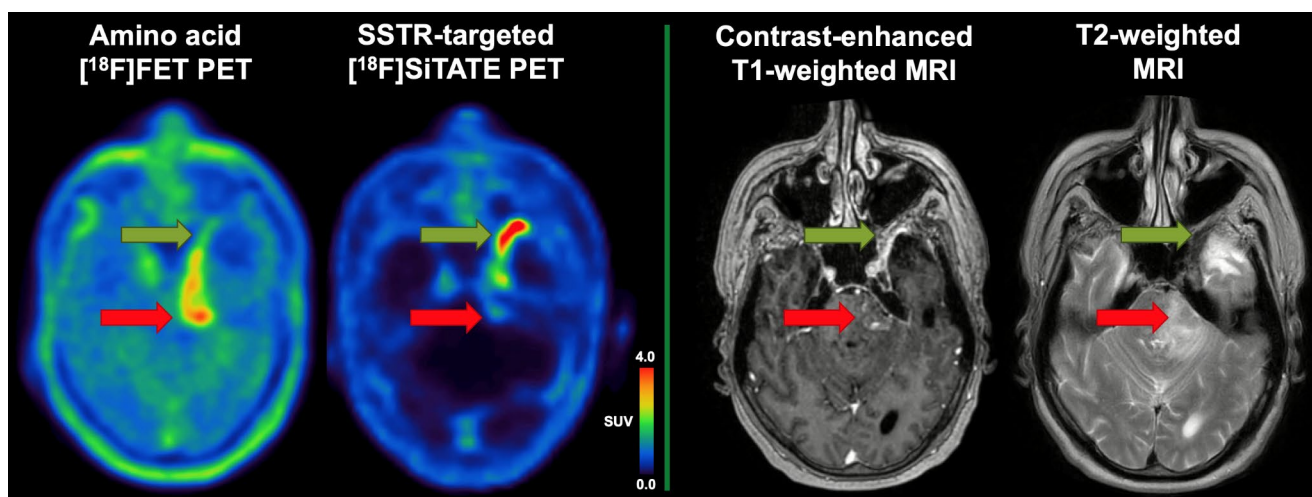 Amino acid
[¹⁸F]FET PET
SSTR-targeted
[¹⁸F]SiTATE PET
Contrast-enhanced
T1-weighted MRI
T2-weighted
MRI
4.0
SUV
0.0